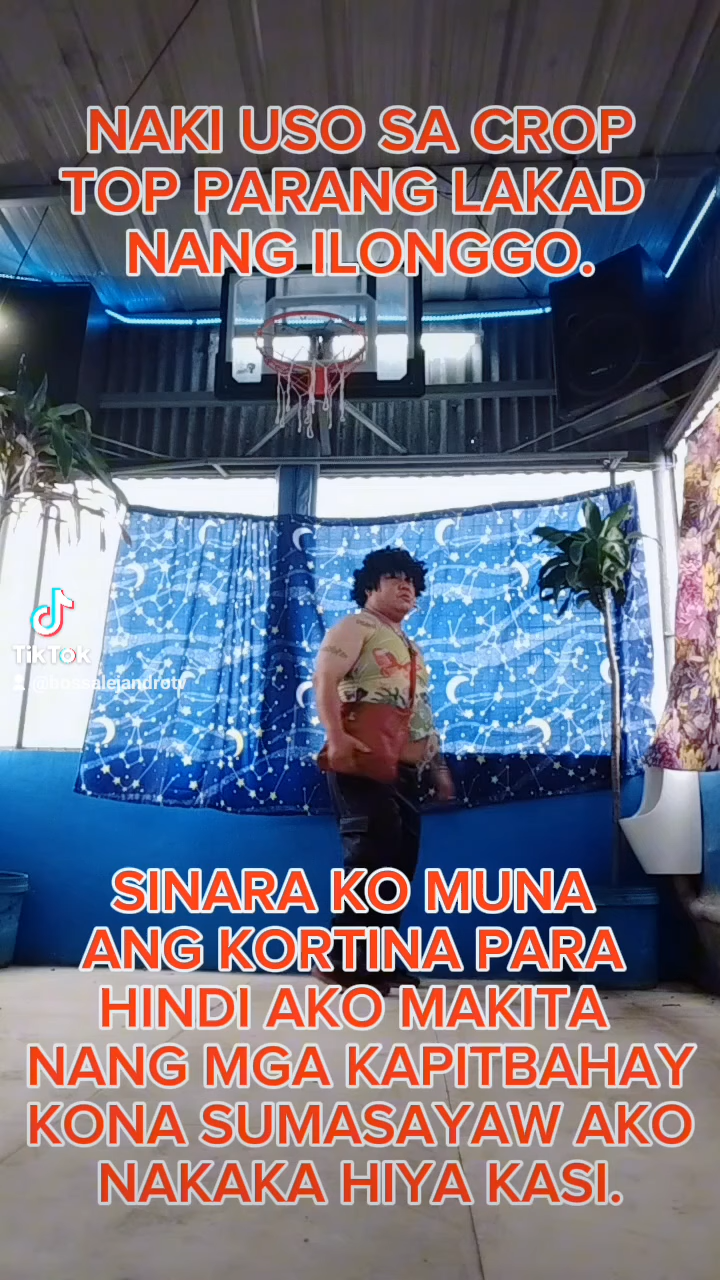 NAKI USO SA CROP
TOP PARANG LAKAD
NANG ILONGGO.
TikTok
@bossalejandrotv
SINARA KO MUNA
ANG KORTINA PARA
HINDI AKO MAKITA
NANG MGA KAPITBAHAY
KONA SUMASAYAW AKO
NAKAKA HIYA KASI.